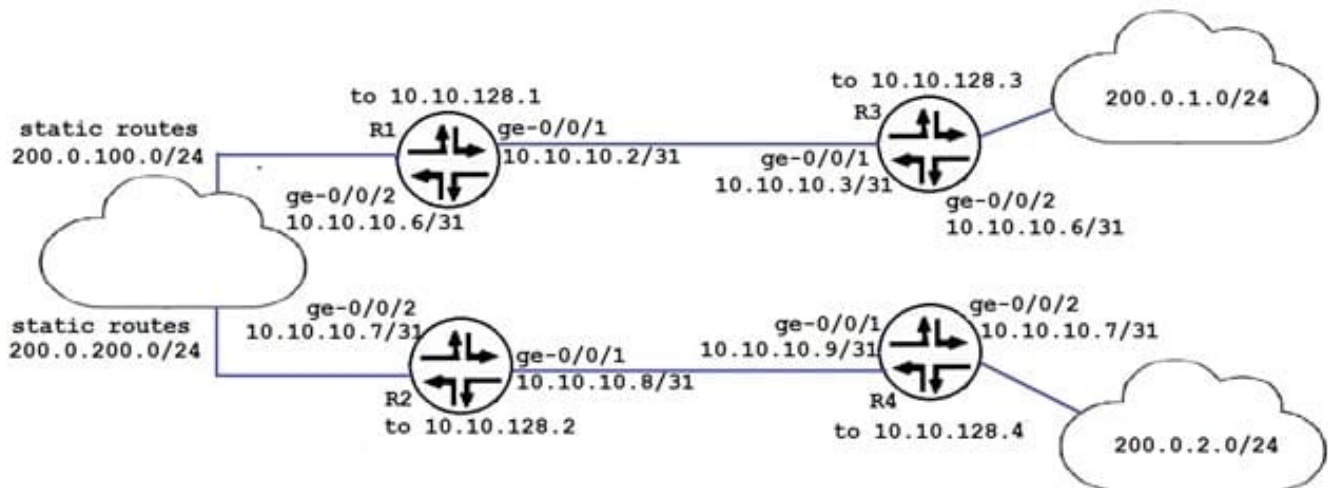 to 10.10.128.1
R1
ge-0/0/1
10.10.10.2/31
static routes
200.0.100.0/24
ge-0/0/2
10.10.10.6/31
to 10.10.128.3
R3
ge-0/0/1
10.10.10.3/31
ge-0/0/2
10.10.10.6/31
200.0.1.0/24
static routes
200.0.200.0/24
ge-0/0/2
10.10.10.7/31
ge-0/0/1
10.10.10.8/31
R2
to 10.10.128.2
ge-0/0/1
10.10.10.9/31
ge-0/0/2
10.10.10.7/31
R4
to 10.10.128.4
200.0.2.0/24